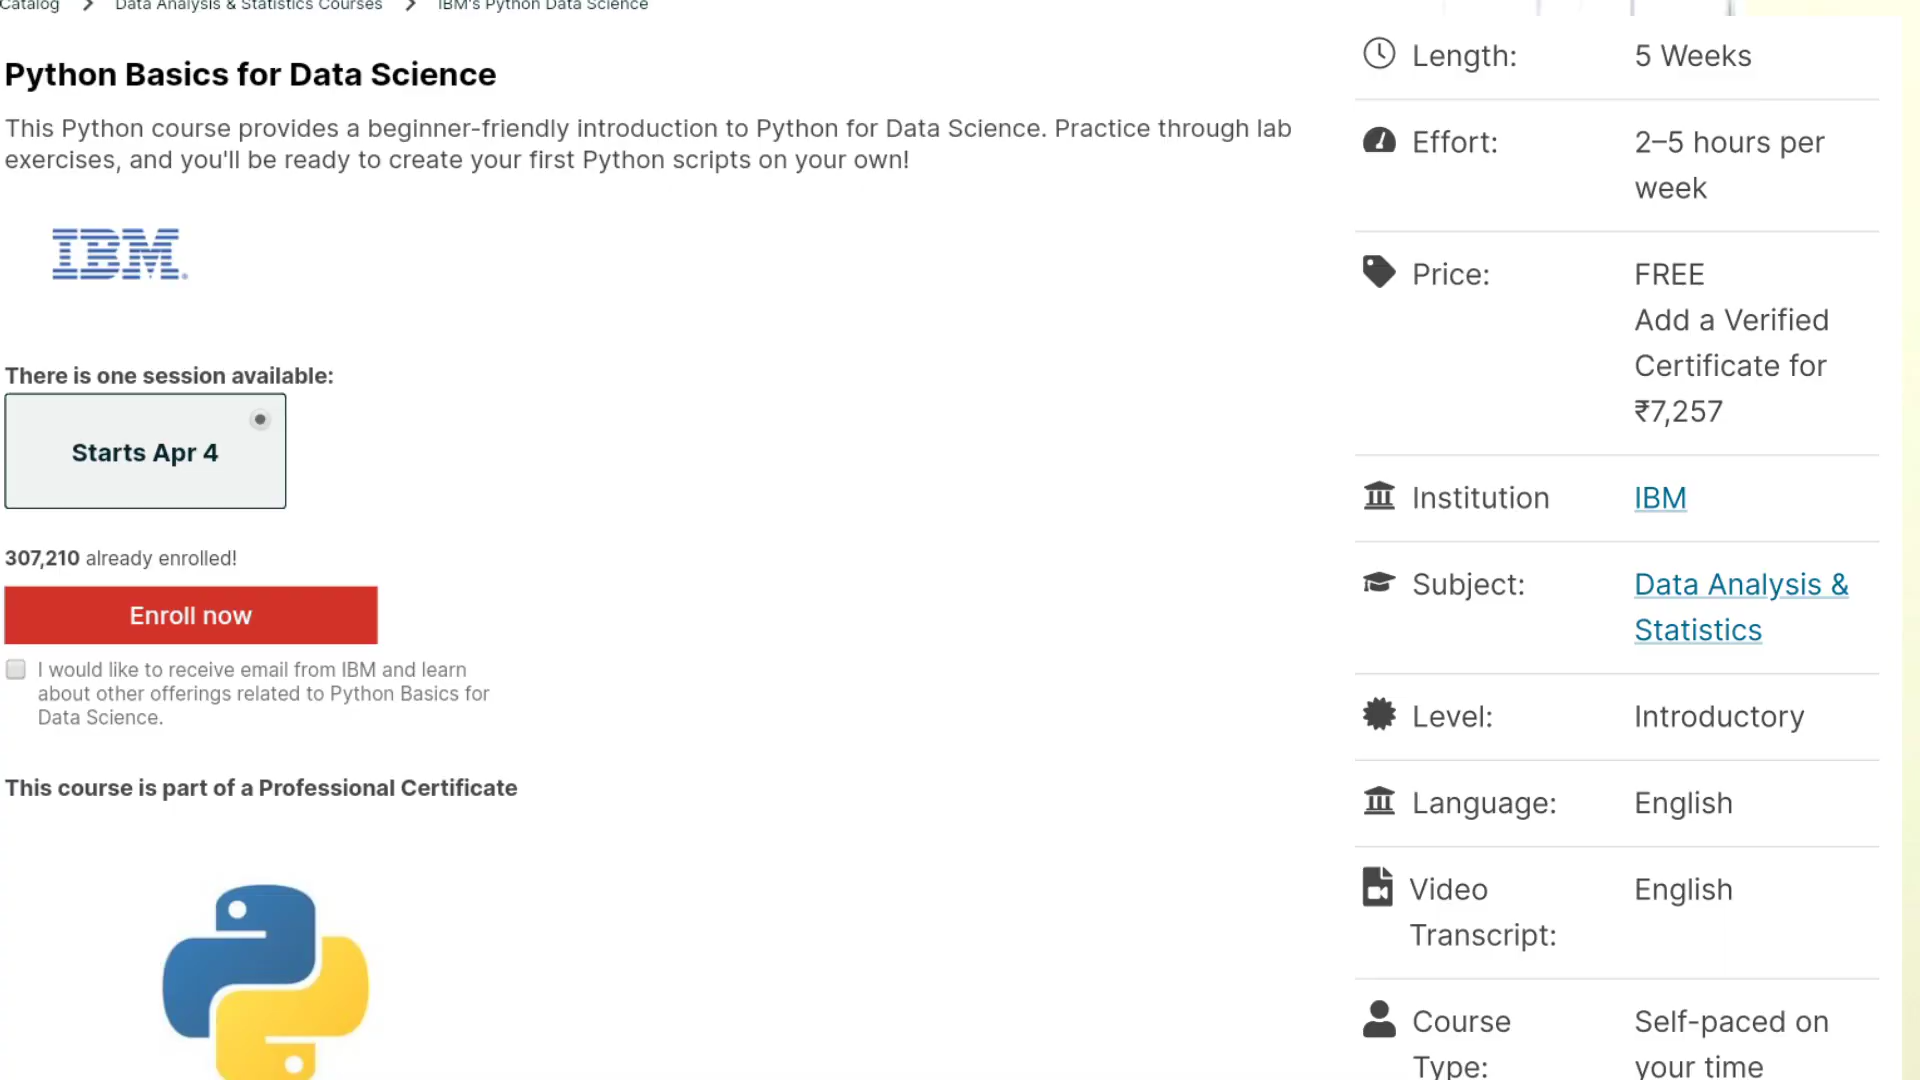 Catalog > Data Analysis & Statistics Courses > IBM's Python Data Science
Python Basics for Data Science
This Python course provides a beginner-friendly introduction to Python for Data Science. Practice through lab
exercises, and you'll be ready to create your first Python scripts on your own!
IBM
There is one session available:
Starts Apr 4
307,210 already enrolled!
Enroll now
I would like to receive email from IBM and learn
about other offerings related to Python Basics for
Data Science.
This course is part of a Professional Certificate
Length: 5 Weeks
Effort: 2–5 hours per
week
Price: FREE
Add a Verified
Certificate for
₹7,257
Institution IBM
Subject: Data Analysis &
Statistics
Level: Introductory
Language: English
Video English
Transcript:
Course Self-paced on
Type: your time